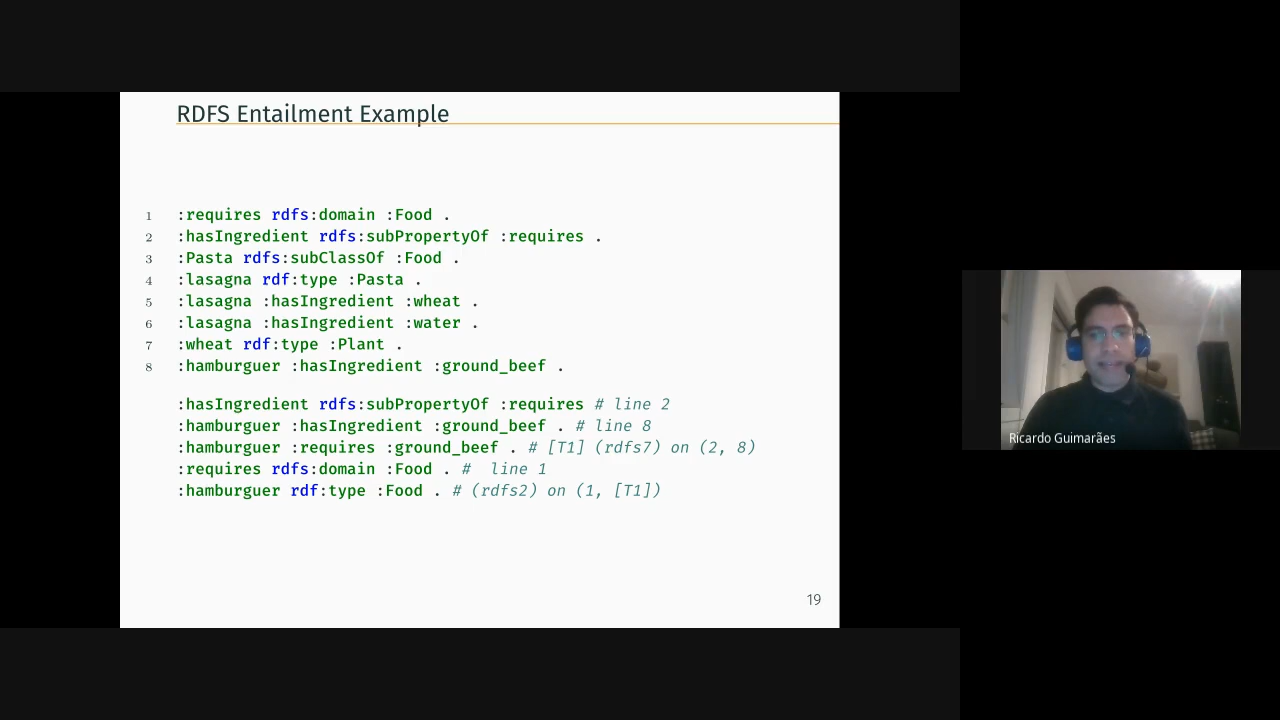 RDFS Entailment Example
1 :requires rdfs:domain :Food .
2 :hasIngredient rdfs:subPropertyOf :requires .
3 :Pasta rdfs:subClassOf :Food .
4 :lasagna rdf:type :Pasta .
5 :lasagna :hasIngredient :wheat .
6 :lasagna :hasIngredient :water .
7 :wheat rdf:type :Plant .
8 :hamburguer :hasIngredient :ground_beef .
:hasIngredient rdfs:subPropertyOf :requires # line 2
:hamburguer :hasIngredient :ground_beef . # line 8
:hamburguer :requires :ground_beef . # [T1] (rdfs7) on (2, 8)
:requires rdfs:domain :Food . # line 1
:hamburguer rdf:type :Food . # (rdfs2) on (1, [T1])
19
Ricardo Guimarães